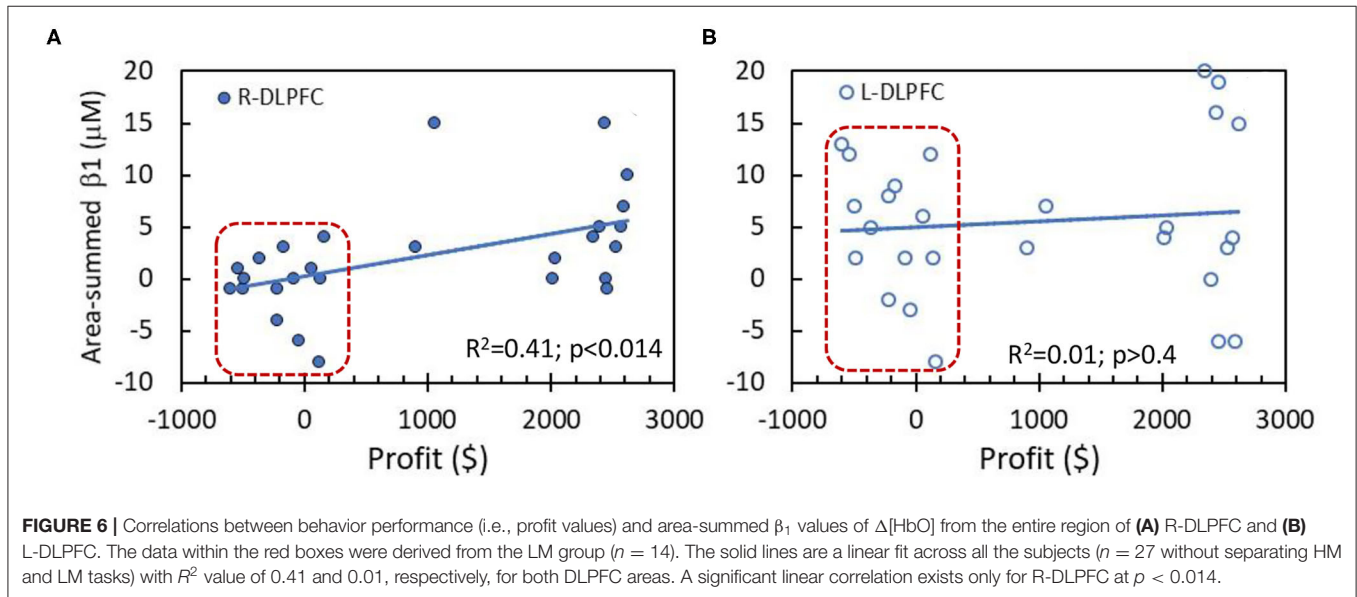 A
B
20
15
10
5
0
-5
-10
Area-summed β1 (μM)
R-DLPFC
R²=0.41; p<0.014
-1000 0 1000 2000 3000
Profit ($)
20
15
10
5
0
-5
-10
L-DLPFC
R²=0.01; p>0.4
-1000 0 1000 2000 3000
Profit ($)
FIGURE 6 | Correlations between behavior performance (i.e., profit values) and area-summed β₁ values of Δ[HbO] from the entire region of (A) R-DLPFC and (B)
L-DLPFC. The data within the red boxes were derived from the LM group (n = 14). The solid lines are a linear fit across all the subjects (n = 27 without separating HM
and LM tasks) with R² value of 0.41 and 0.01, respectively, for both DLPFC areas. A significant linear correlation exists only for R-DLPFC at p < 0.014.